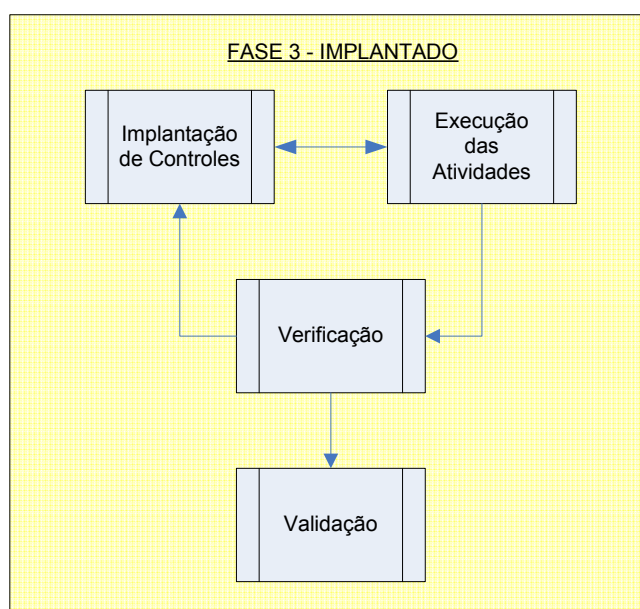 FASE 3 - IMPLANTADO
Implantação
de Controles
Execução
das
Atividades
Verificação
Validação